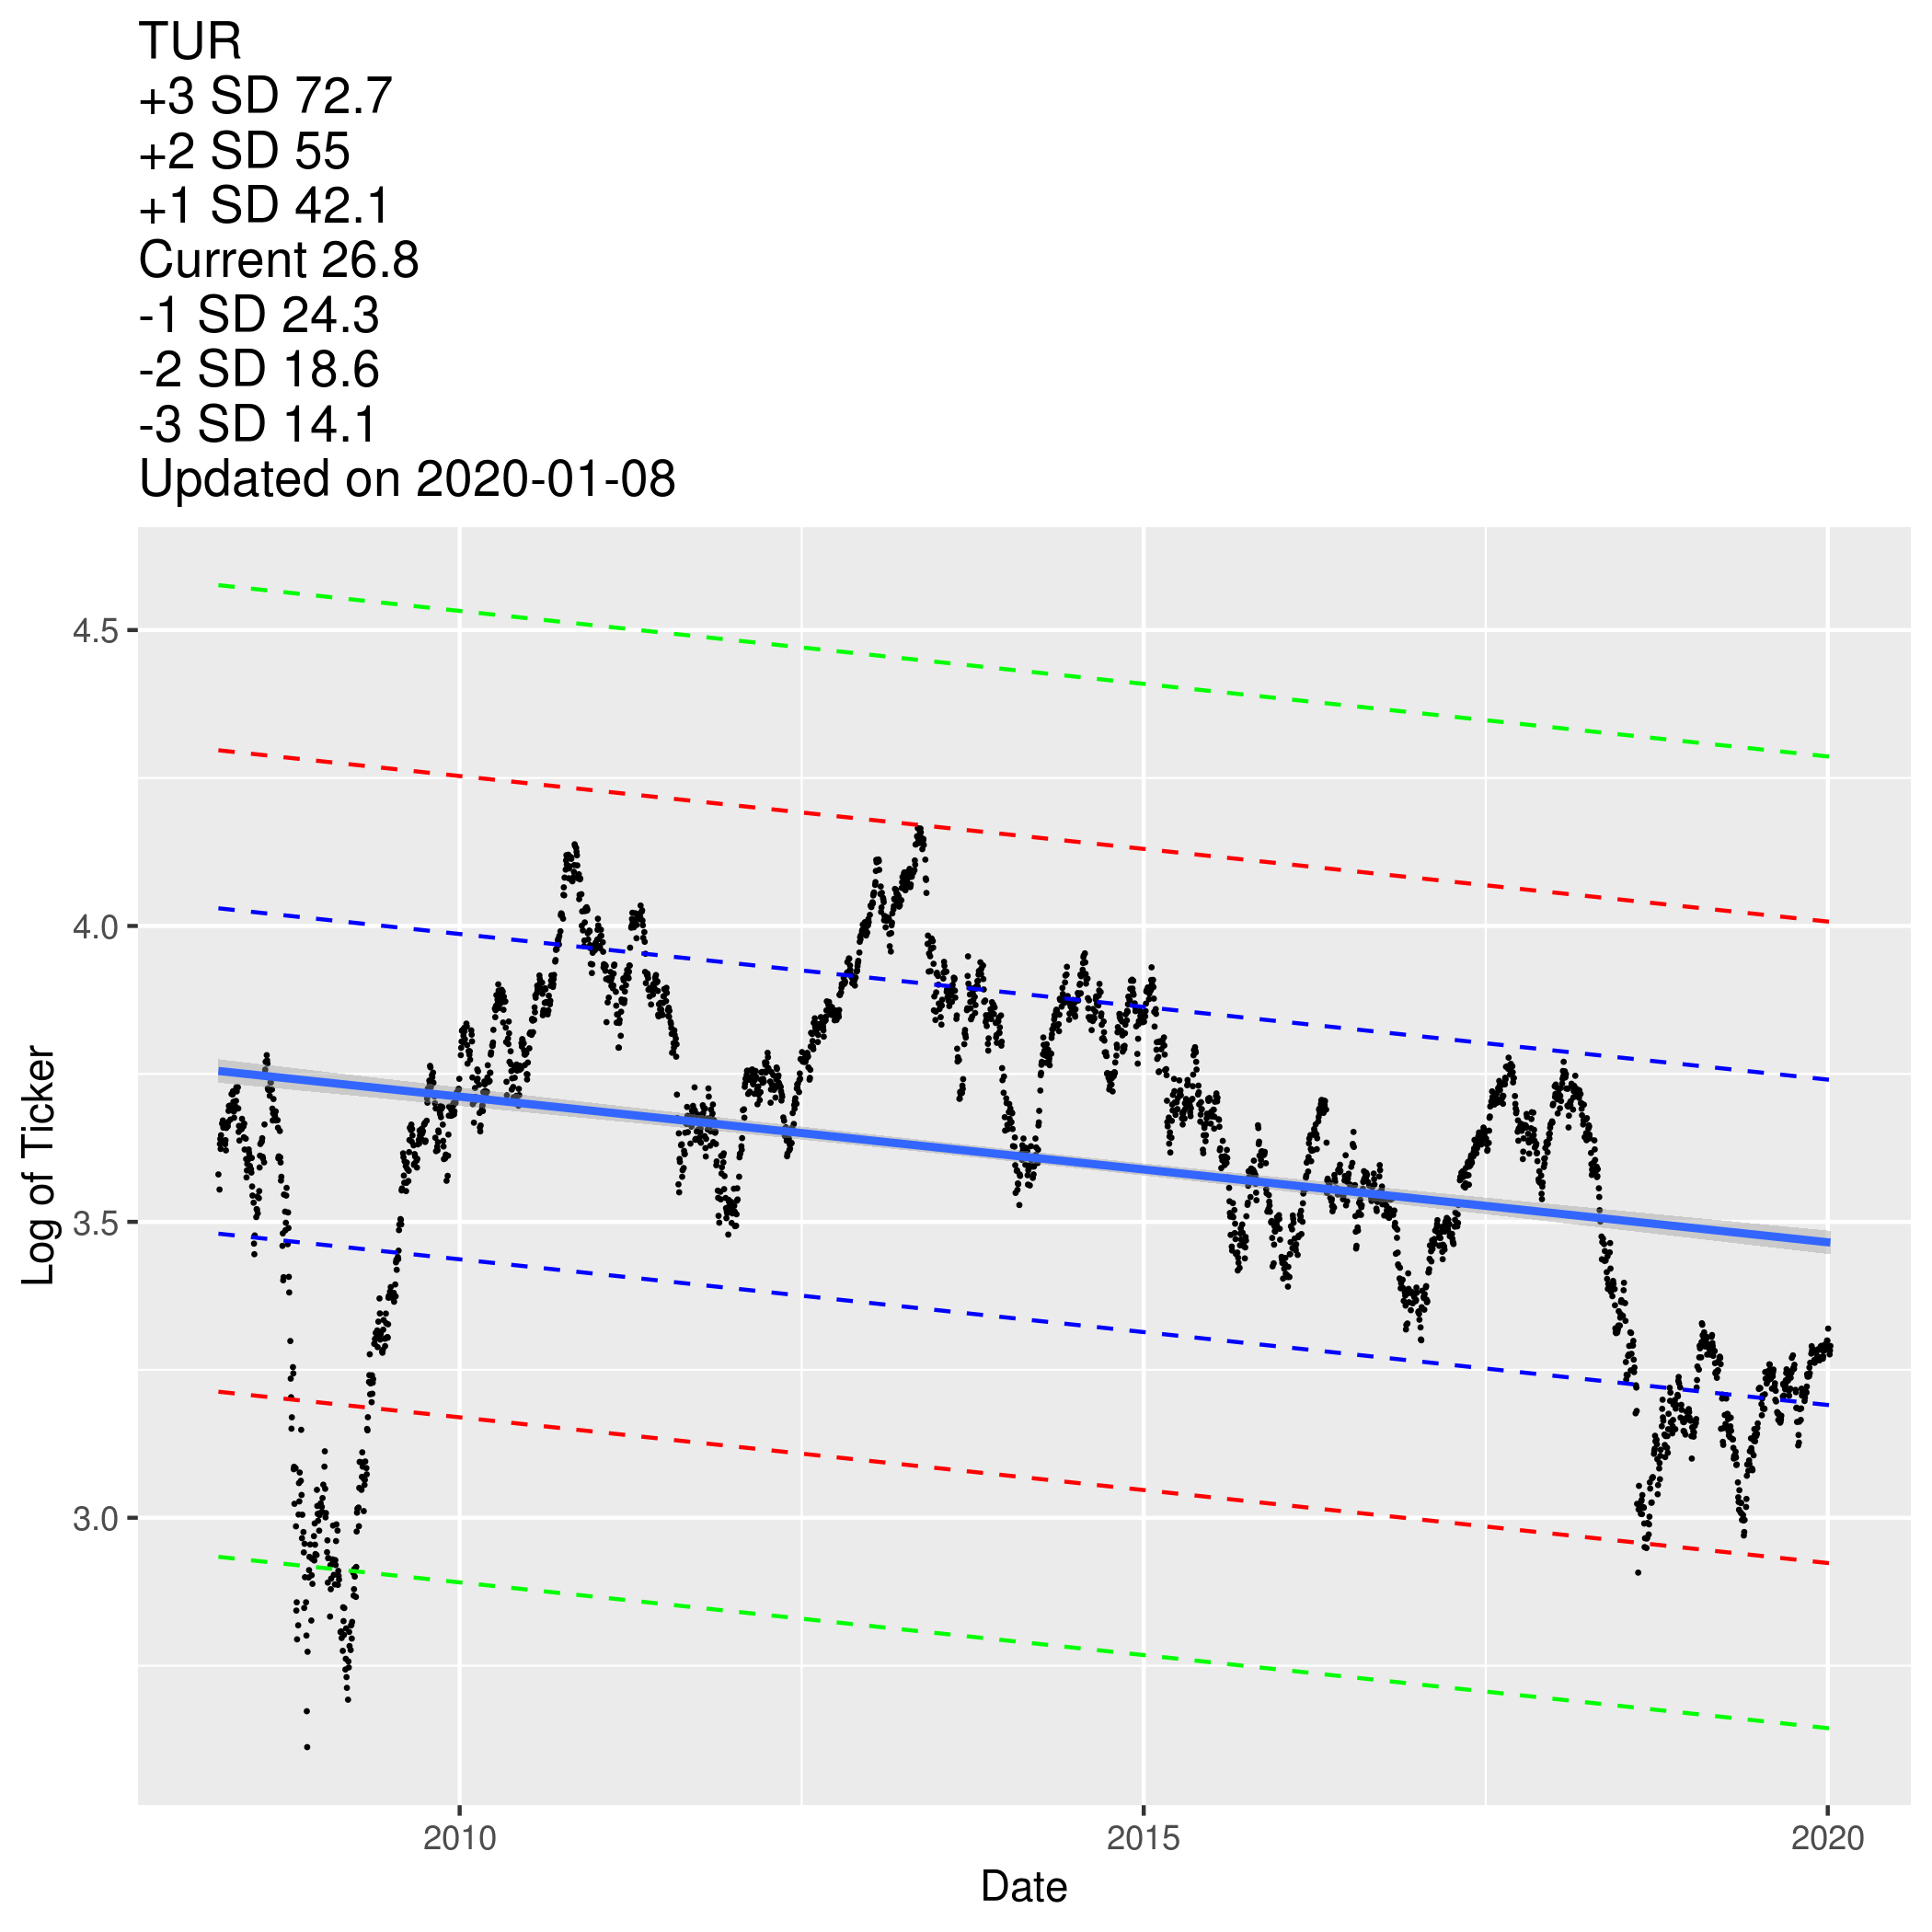 TUR
+3 SD 72.7
+2 SD 55
+1 SD 42.1
Current 26.8
-1 SD 24.3
-2 SD 18.6
-3 SD 14.1
Updated on 2020-01-08
4.5
4.0
3.5
3.0
Log of Ticker
2010 2015 2020
Date